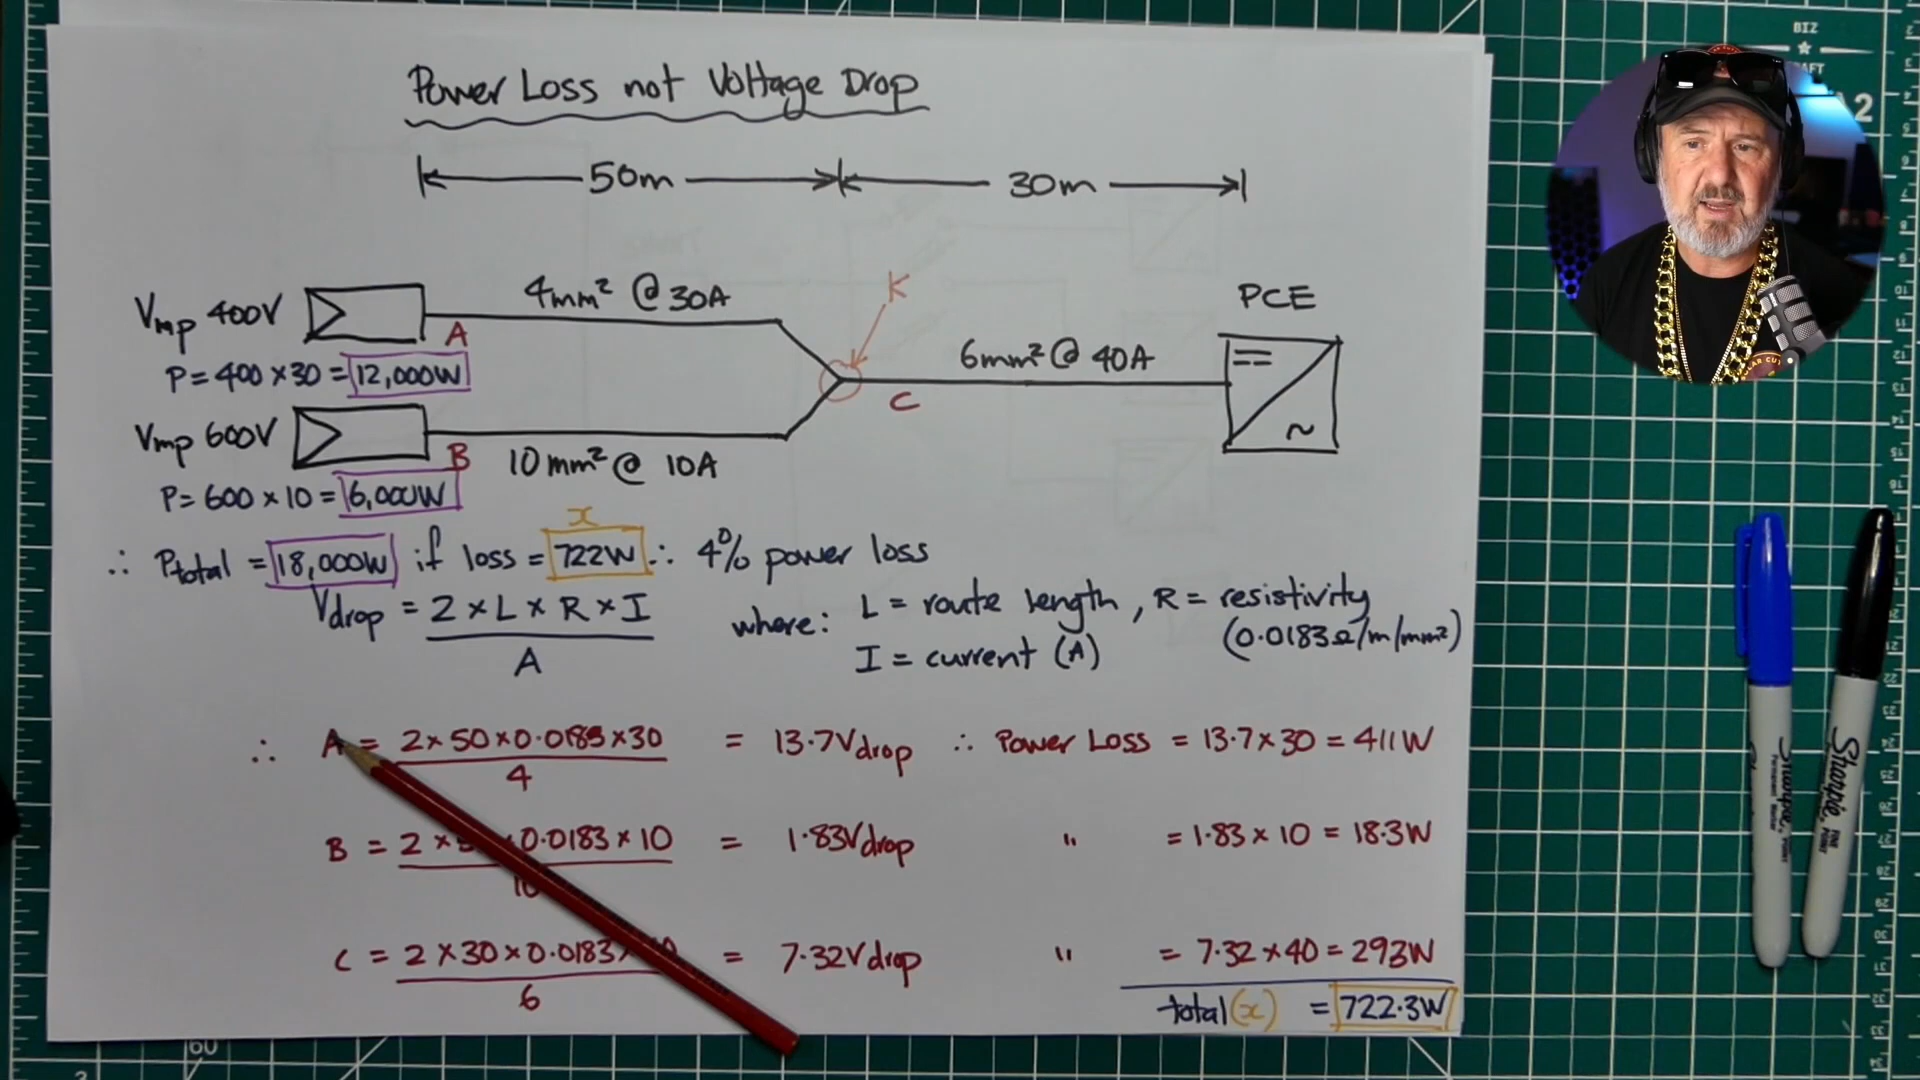 Power Loss not Voltage Drop
50m 30m
4mm² @ 30A K
Vmp 400V A PCE
P = 400 × 30 = 12,000W 6mm² @ 40A
C
Vmp 600V B 10mm² @ 10A
P = 600 × 10 = 6,000W
x
∴ Ptotal = 18,000W if loss = 722W ∴ 4% power loss
Vdrop = 2 × L × R × I / A where: L = route length, R = resistivity
I = current (A) (0.0183Ω/m/mm²)
∴ A = 2 × 50 × 0.0183 × 30 / 4 = 13.7Vdrop ∴ Power Loss = 13.7 × 30 = 411W
B = 2 × 0.0183 × 10 = 1.83Vdrop " = 1.83 × 10 = 18.3W
C = 2 × 30 × 0.0183 / 6 = 7.32Vdrop " = 7.32 × 40 = 293W
total (x) = 722.3W
BIZ
A2
Sharpie
Sharpie